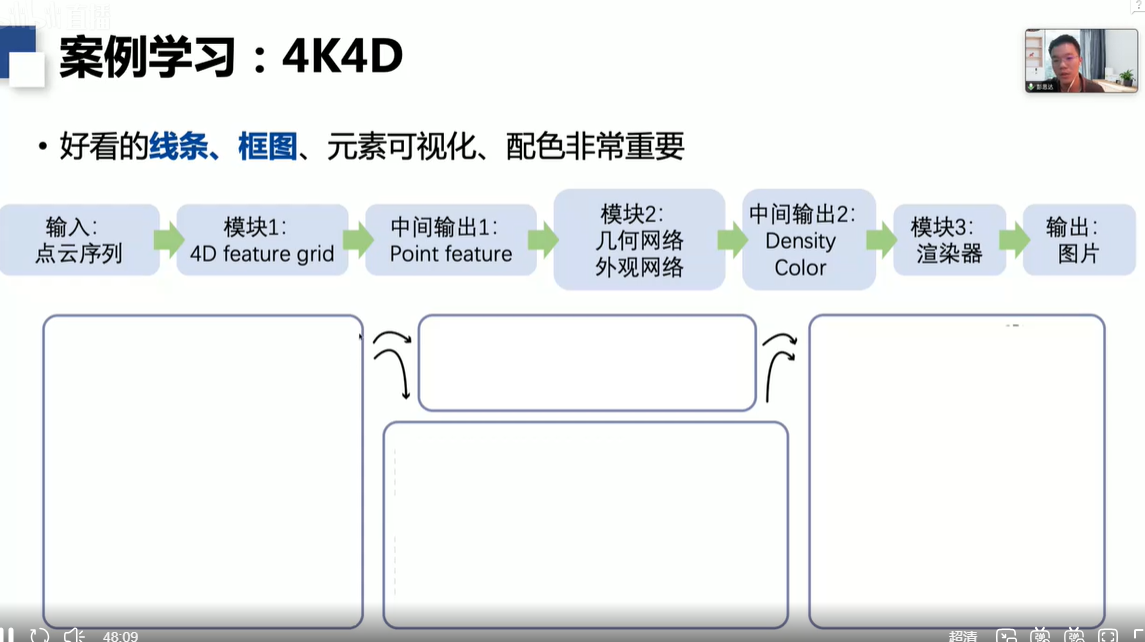 案例学习：4K4D
• 好看的线条、框图、元素可视化、配色非常重要
输入：
点云序列
模块1：
4D feature grid
中间输出1：
Point feature
模块2：
几何网络
外观网络
中间输出2：
Density
Color
模块3：
渲染器
输出：
图片
48:09
超清